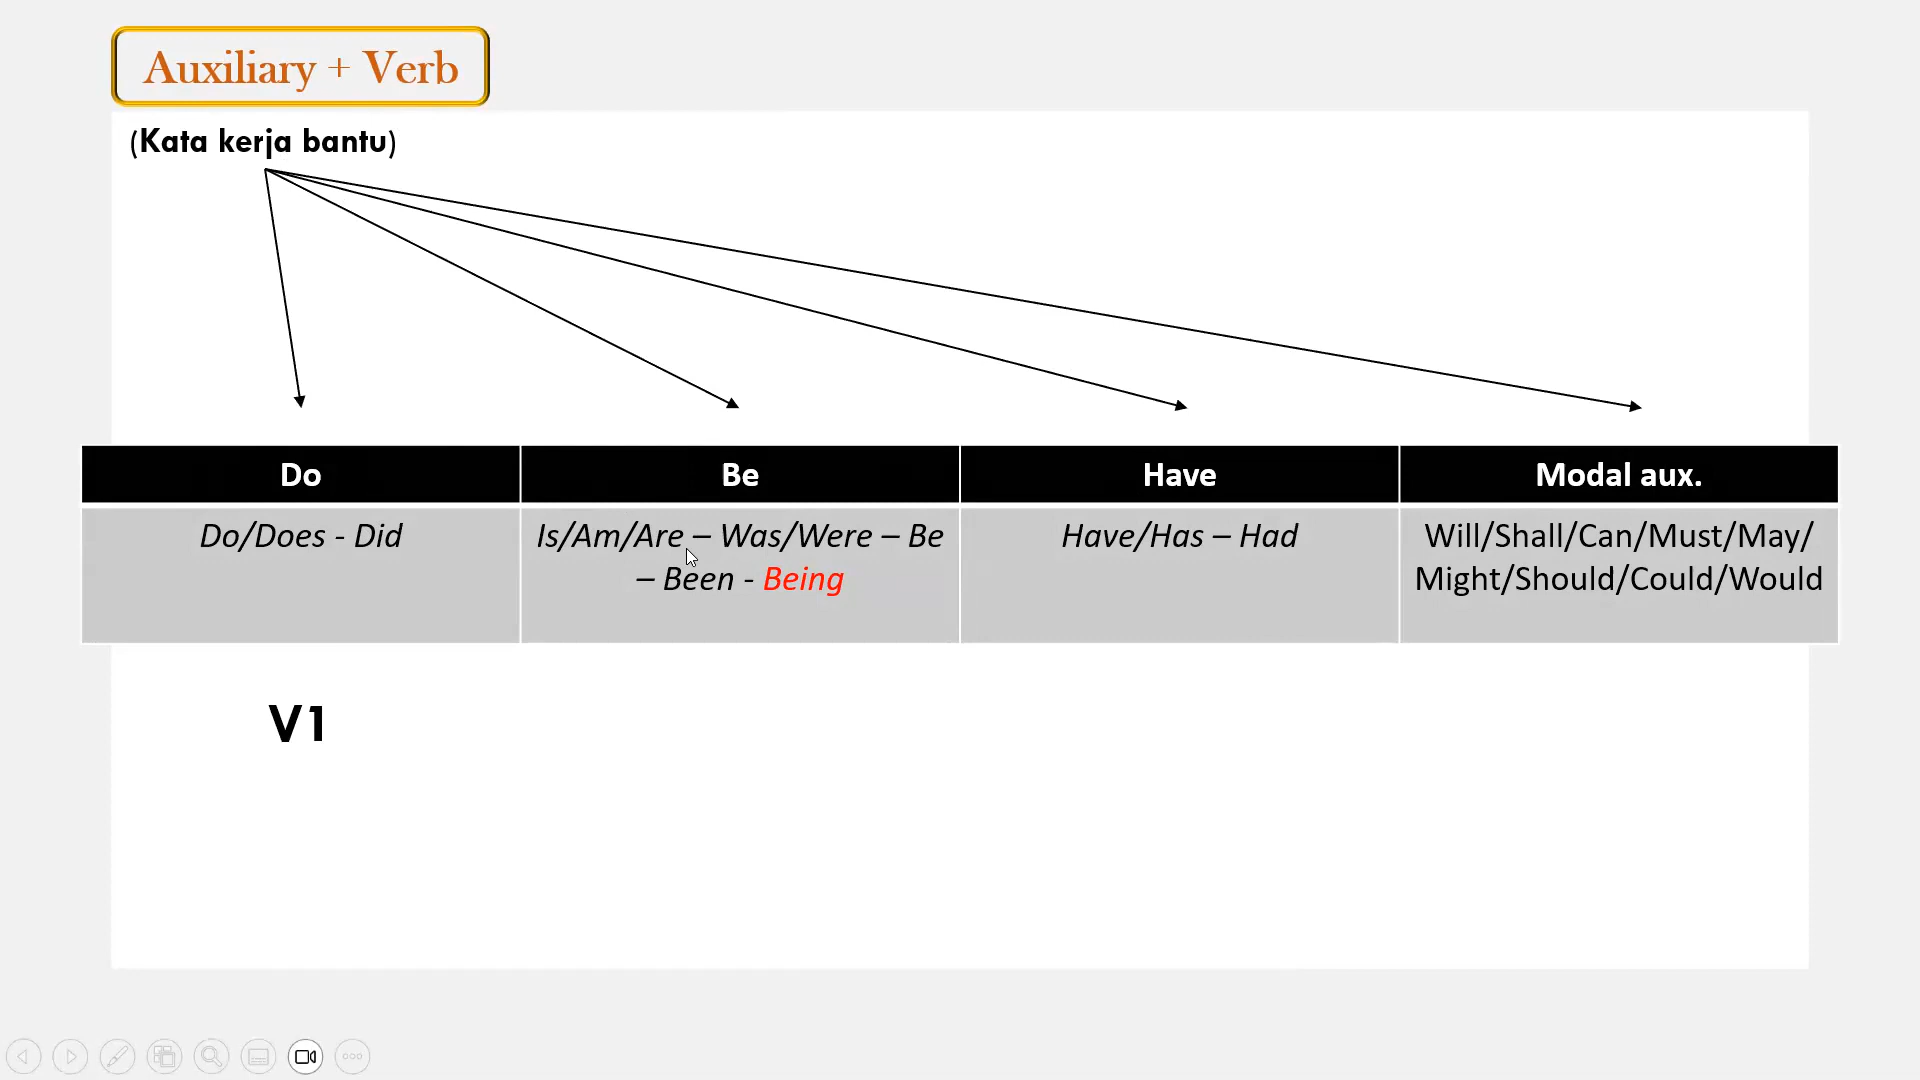 Auxiliary + Verb
(Kata kerja bantu)
Do
Be
Have
Modal aux.
Do/Does - Did
Is/Am/Are – Was/Were – Be
– Been - Being
Have/Has – Had
Will/Shall/Can/Must/May/
Might/Should/Could/Would
V1